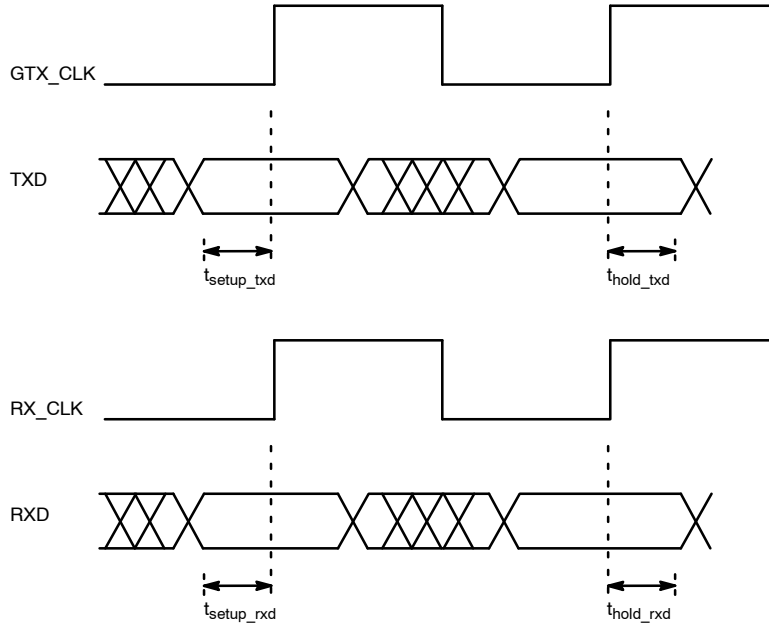 GTX_CLK
TXD
tsetup_txd
thold_txd
RX_CLK
RXD
tsetup_rxd
thold_rxd